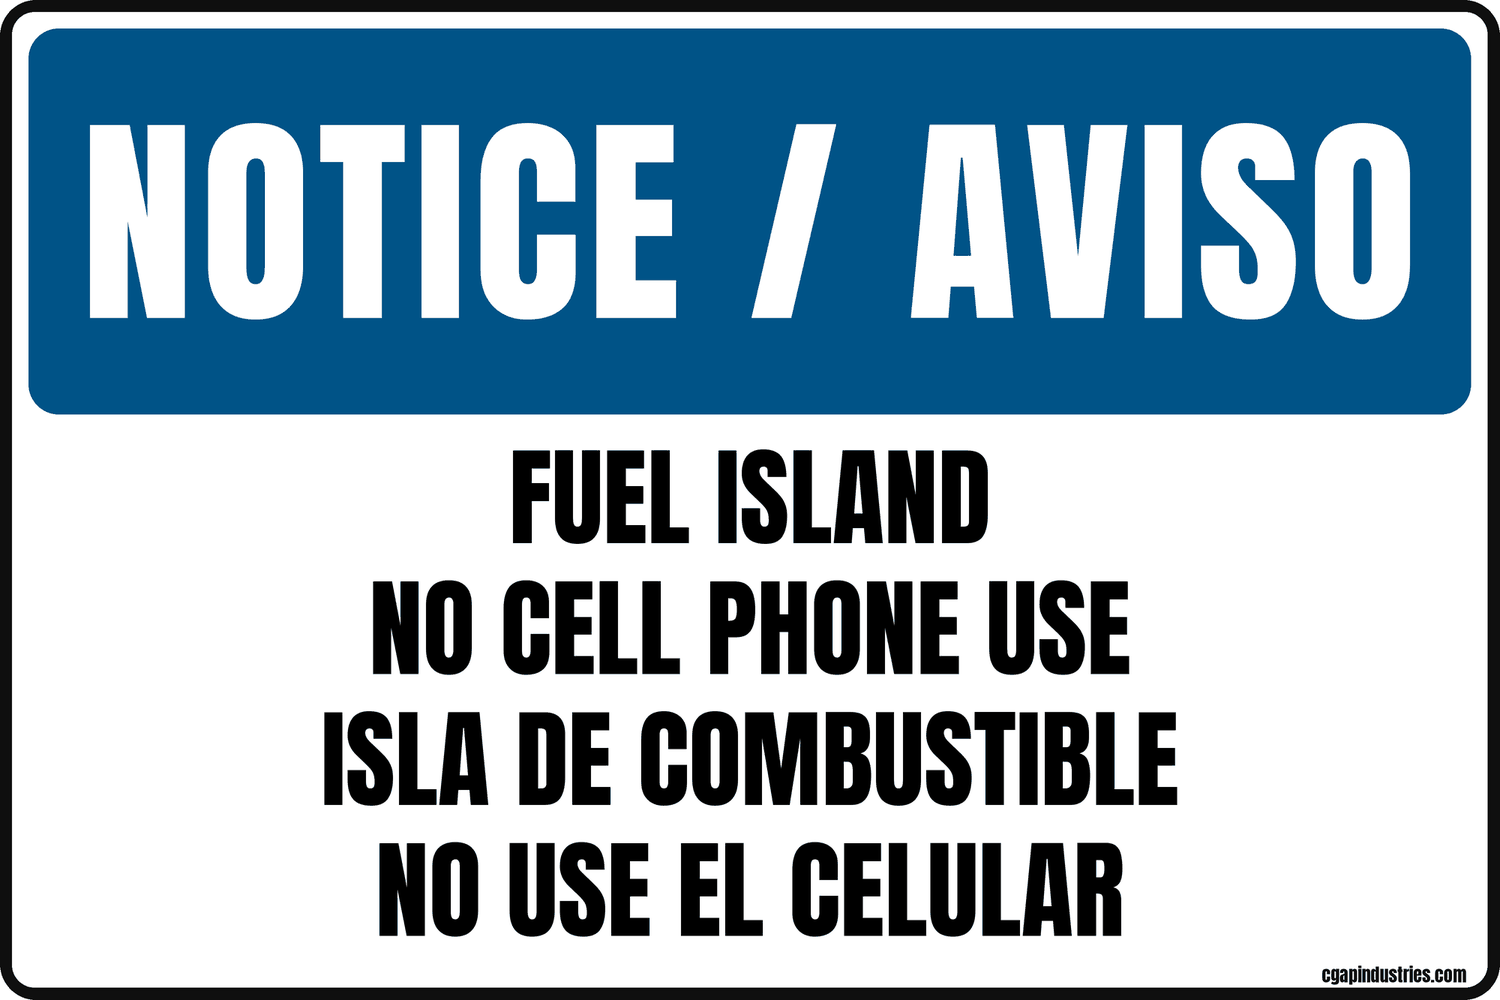 NOTICE / AVISO
FUEL ISLAND
NO CELL PHONE USE
ISLA DE COMBUSTIBLE
NO USE EL CELULAR
cgapindustries.com